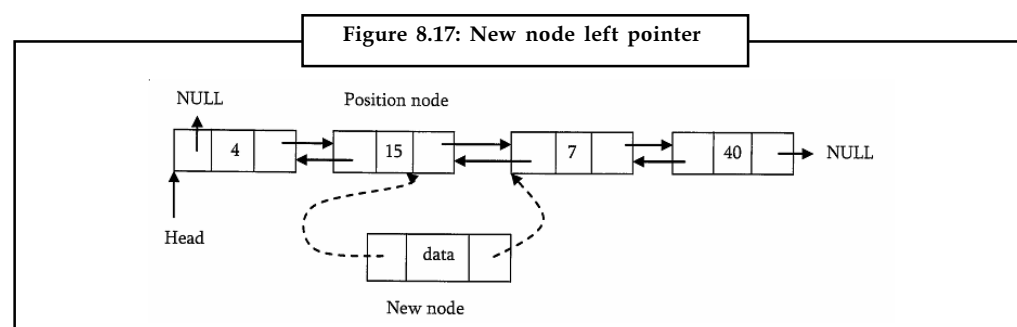 Figure 8.17: New node left pointer
NULL
Position node
4
15
7
40
NULL
Head
data
New node